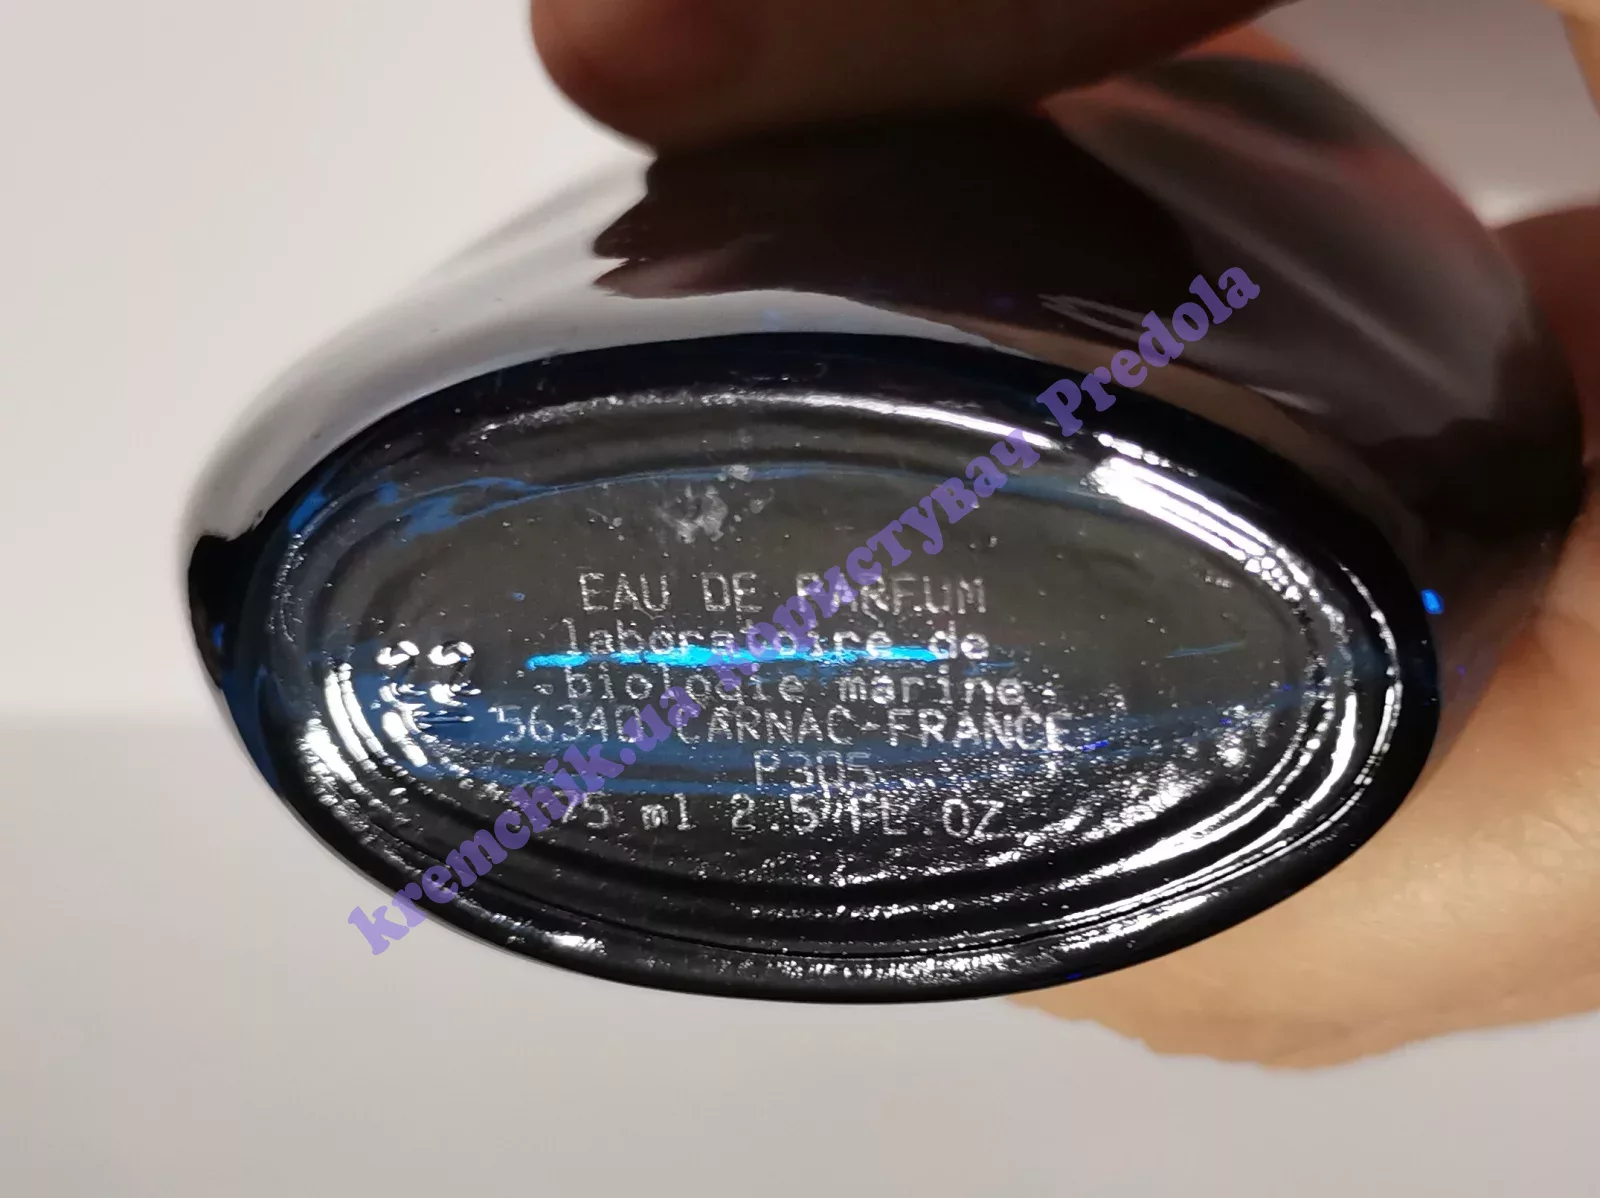 EAU DE PARFUM
laboratoire de
biologie marine
56340 CARNAC-FRANCE
P305
75 ml 2.5 FL.OZ
kremchik.ua користувач Predola